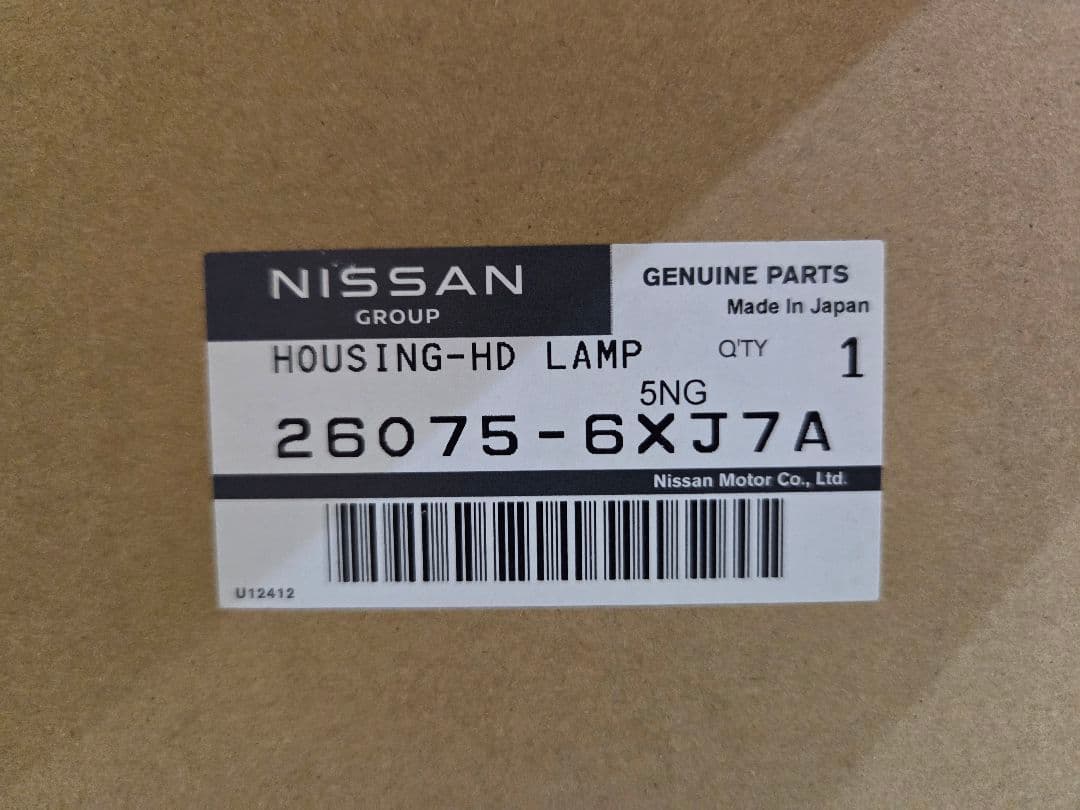 NISSAN
GROUP
GENUINE PARTS
Made In Japan
HOUSING-HD LAMP
Q'TY 1
5NG
26075-6XJ7A
Nissan Motor Co., Ltd.
U12412